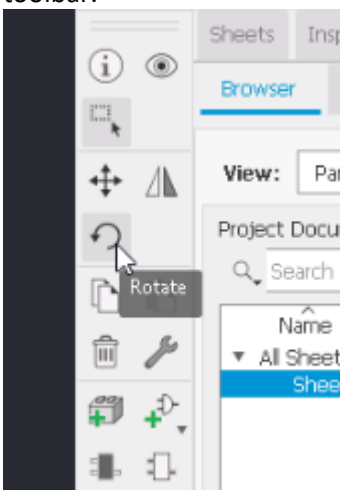 toolbar.
Sheets Insp
Browser
View: Par
Project Docu
Search
Rotate
Name
All Sheet
Shee